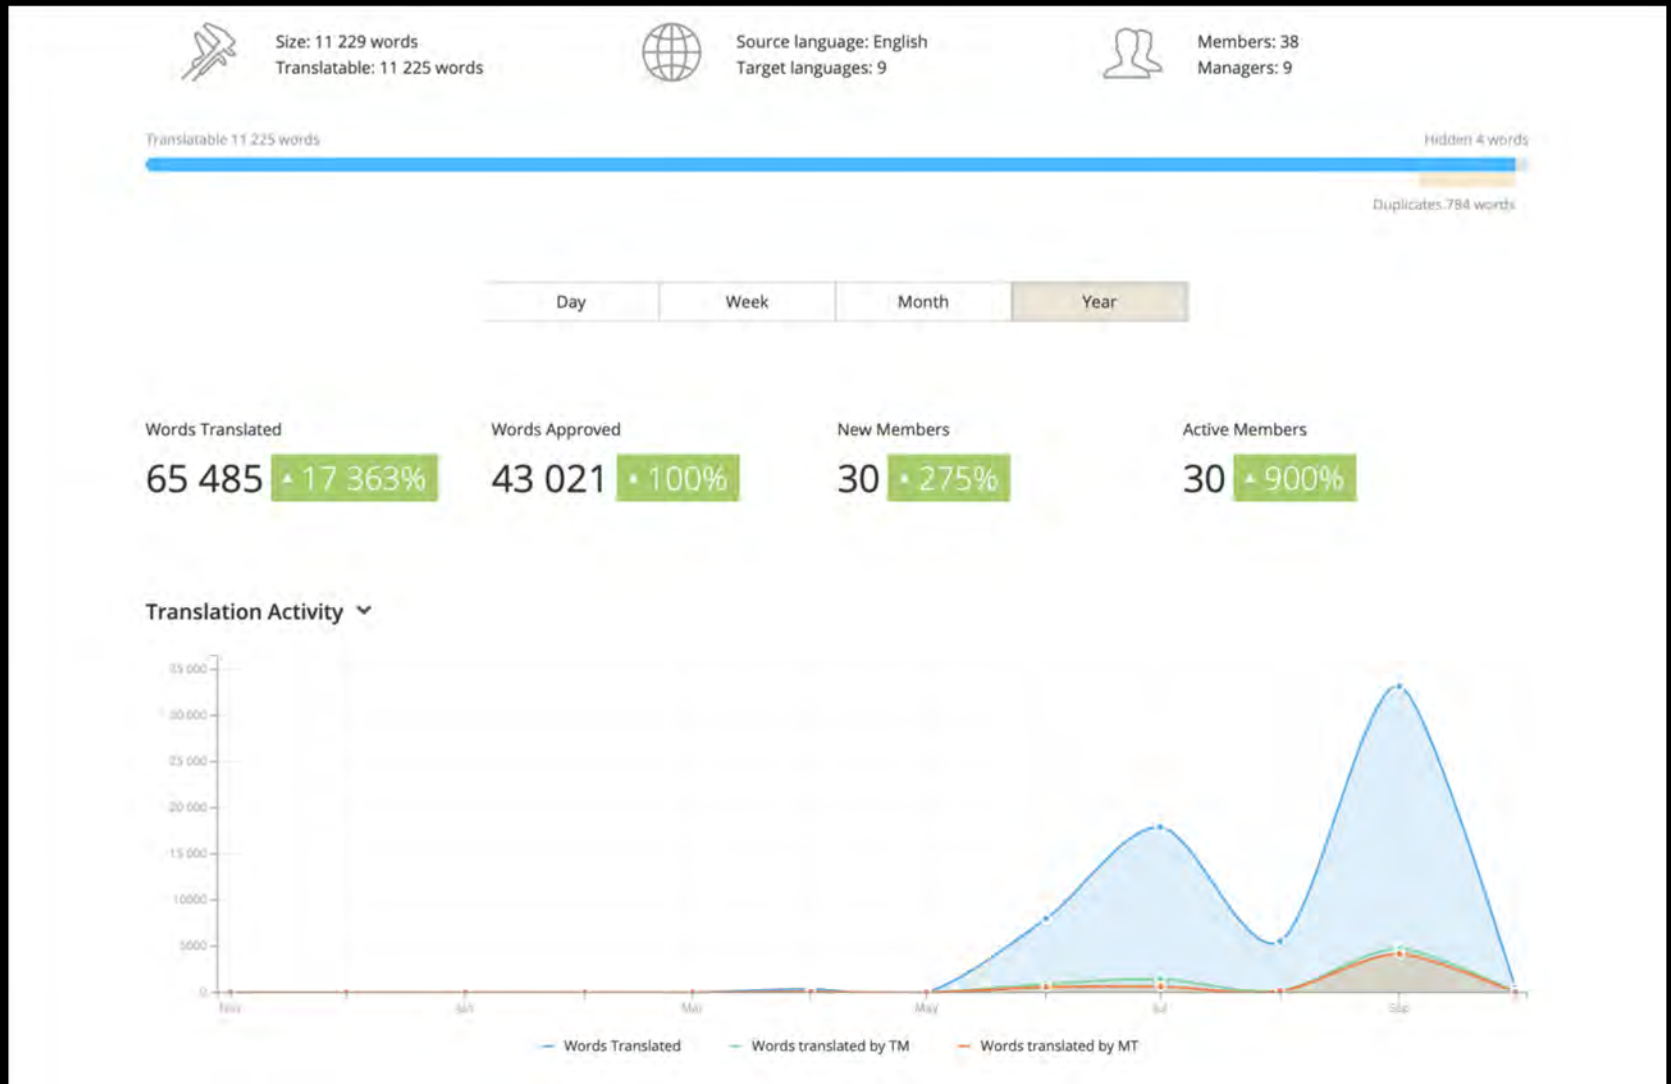 Size: 11 229 words
Translatable: 11 225 words
Source language: English
Target languages: 9
Members: 38
Managers: 9
Translatable 11 225 words
Hidden 4 words
Duplicates 784 words
Day
Week
Month
Year
Words Translated
65 485 ▲ 17 363%
Words Approved
43 021 ▲ 100%
New Members
30 ▲ 275%
Active Members
30 ▲ 900%
Translation Activity
35 000
30 000
25 000
20 000
15 000
10000
5000
0
Nov
Jan
Mar
May
Jul
Sep
Words Translated
Words translated by TM
Words translated by MT